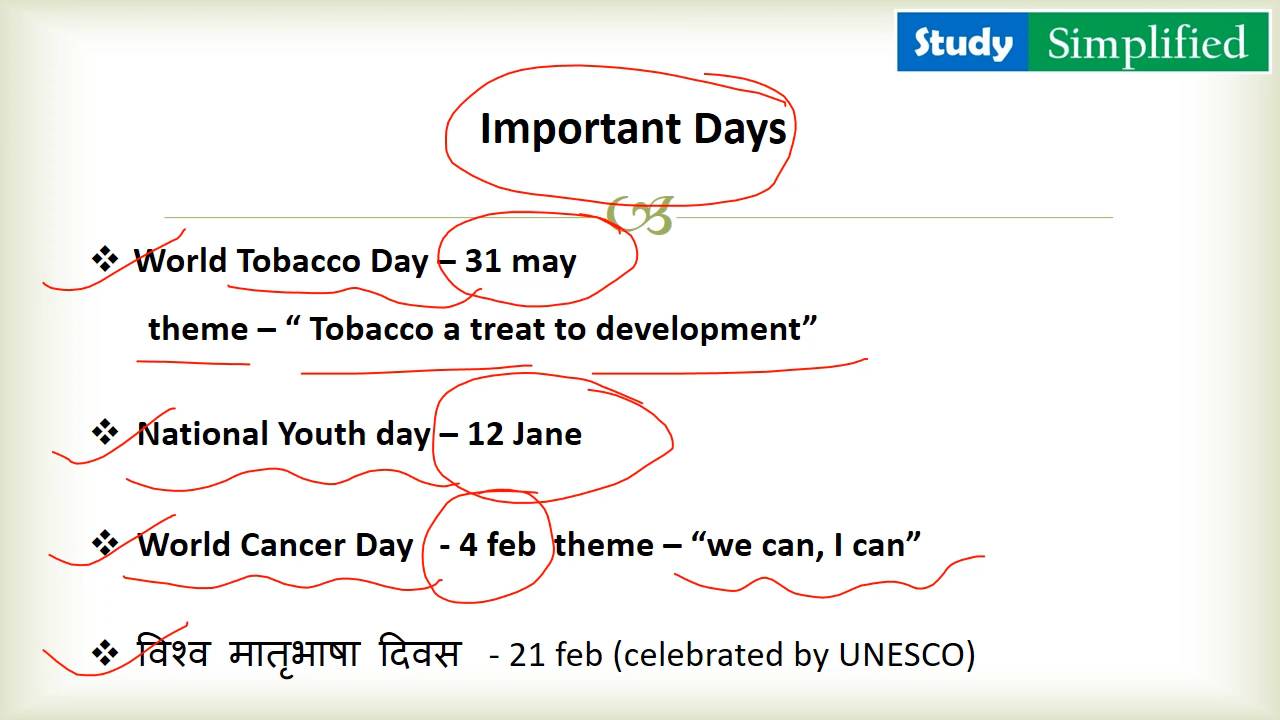 Study Simplified
Important Days
World Tobacco Day – 31 may
theme – “ Tobacco a treat to development”
National Youth day – 12 Jane
World Cancer Day - 4 feb theme – “we can, I can”
विश्व मातृभाषा दिवस - 21 feb (celebrated by UNESCO)